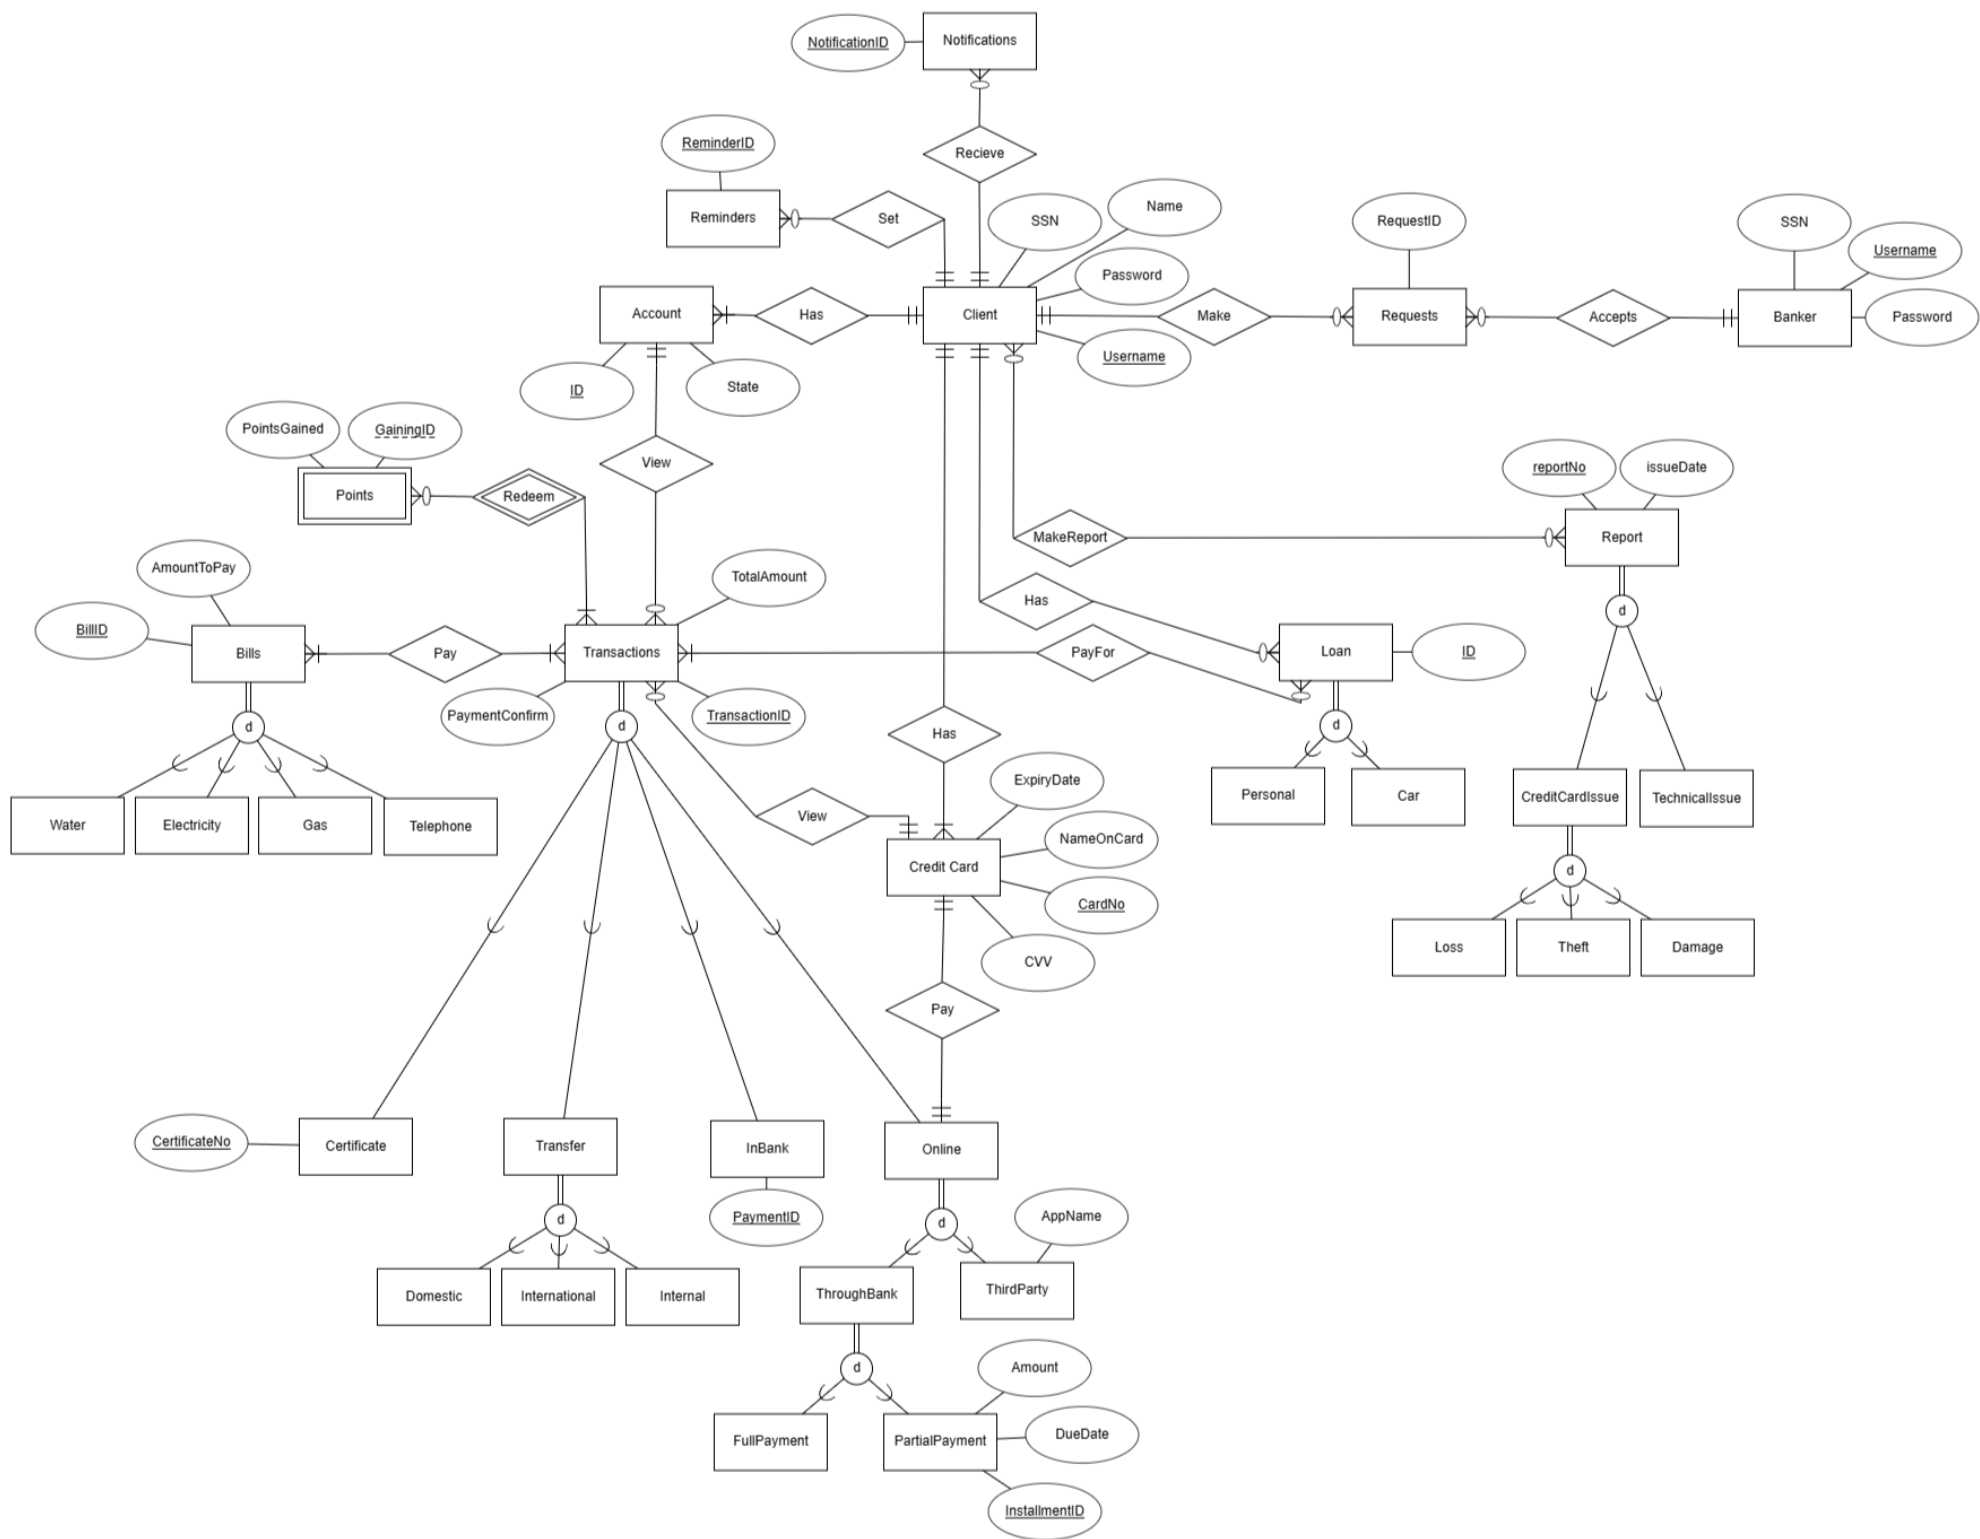 Notifications
NotificationID
Recieve
ReminderID
Reminders
Set
SSN
Name
Password
Username
Client
Has
Account
ID
State
Make
RequestID
Requests
Accepts
SSN
Username
Password
Banker
View
PointsGained
GainingID
Points
Redeem
reportNo
issueDate
Report
MakeReport
d
AmountToPay
BillID
Bills
Pay
TotalAmount
Transactions
PaymentConfirm
TransactionID
Has
PayFor
Loan
ID
d
d
d
Water
Electricity
Gas
Telephone
Has
View
Personal
Car
CreditCardIssue
TechnicalIssue
ExpiryDate
NameOnCard
CardNo
CVV
Credit Card
d
Loss
Theft
Damage
Pay
CertificateNo
Certificate
Transfer
InBank
Online
PaymentID
d
d
AppName
Domestic
International
Internal
ThroughBank
ThirdParty
d
Amount
FullPayment
PartialPayment
DueDate
InstallmentID